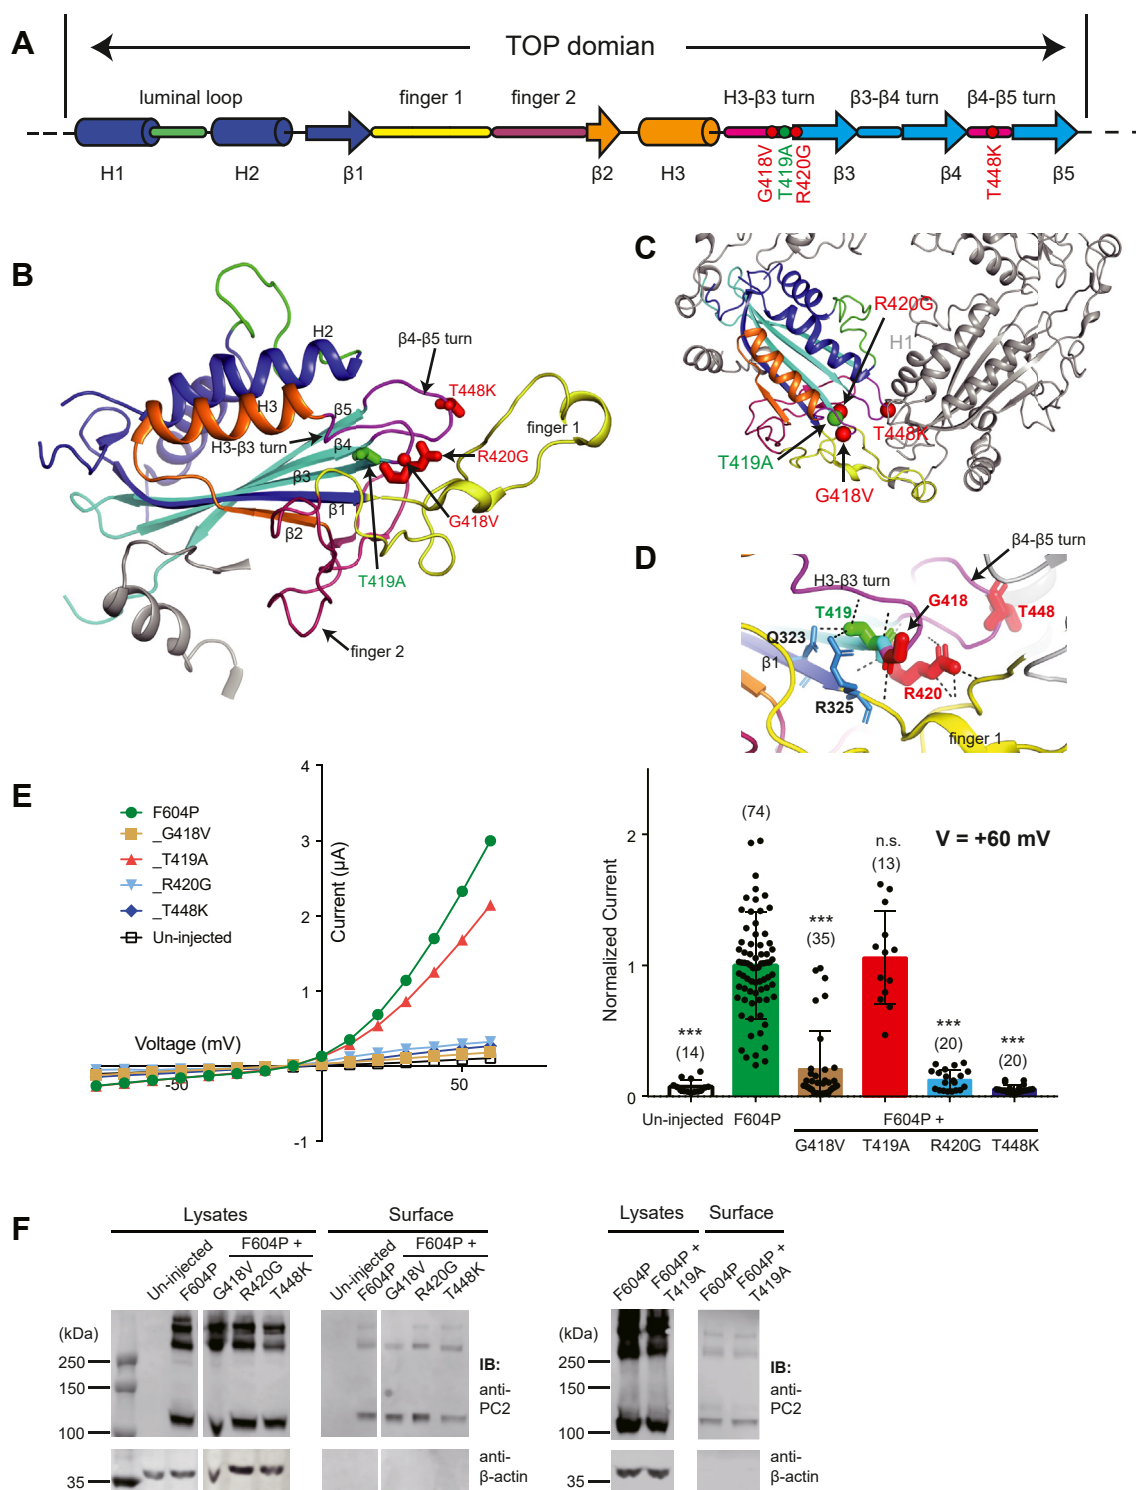 A
TOP domian
luminal loop
finger 1
finger 2
H3-β3 turn
β3-β4 turn
β4-β5 turn
H1
H2
β1
β2
H3
G418V
T419A
R420G
β3
β4
T448K
β5
B
H2
β4-β5 turn
T448K
H3
β5
finger 1
H3-β3 turn
β4
R420G
β3
β1
G418V
β2
T419A
finger 2
C
R420G
H1
T448K
T419A
G418V
D
β4-β5 turn
H3-β3 turn
G418
T419
T448
Q323
β1
R420
R325
finger 1
E
F604P
_G418V
_T419A
_R420G
_T448K
Un-injected
Current (μA)
4
3
2
1
-1
Voltage (mV)
-50
50
Normalized Current
2
1
0
V = +60 mV
(74)
n.s.
(13)
***
(35)
***
(14)
***
(20)
***
(20)
Un-injected
F604P
F604P +
G418V
T419A
R420G
T448K
F
Lysates
Surface
Un-injected
F604P
F604P +
G418V
R420G
T448K
Un-injected
F604P
F604P +
G418V
R420G
T448K
(kDa)
250
150
100
35
IB:
anti-
PC2
anti-
β-actin
Lysates
Surface
F604P
F604P +
T419A
F604P
F604P +
T419A
(kDa)
250
150
100
35
IB:
anti-
PC2
anti-
β-actin